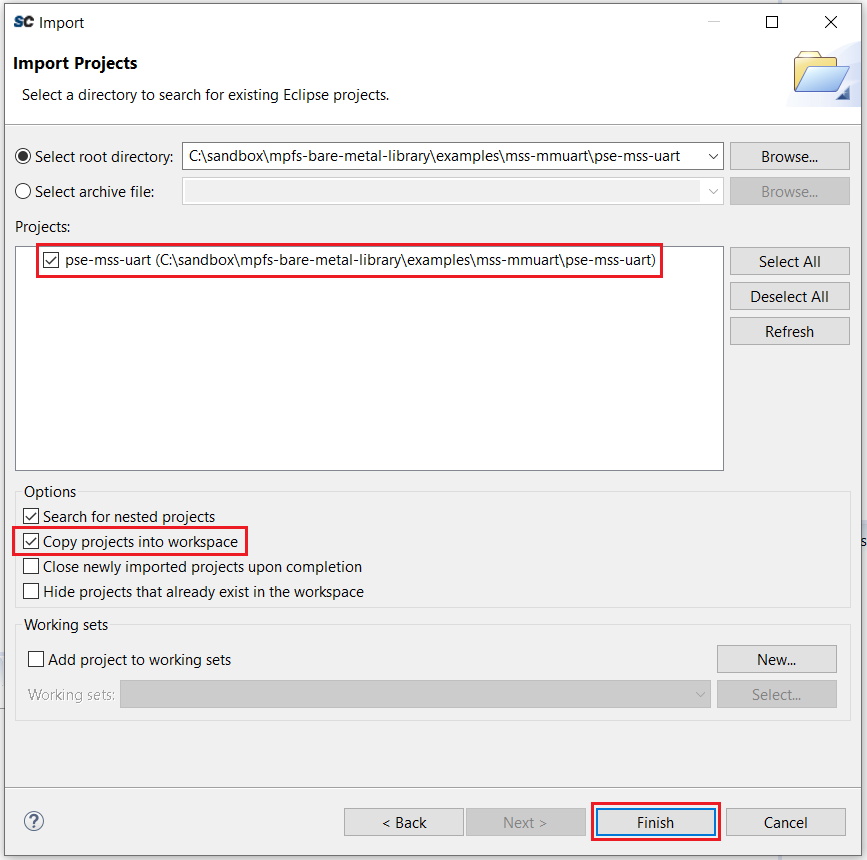 SC Import
Import Projects
Select a directory to search for existing Eclipse projects.
Select root directory: C:\sandbox\mpfs-bare-metal-library\examples\mss-mmuart\pse-mss-uart Browse...
Select archive file: Browse...
Projects:
pse-mss-uart (C:\sandbox\mpfs-bare-metal-library\examples\mss-mmuart\pse-mss-uart)
Select All
Deselect All
Refresh
Options
Search for nested projects
Copy projects into workspace
Close newly imported projects upon completion
Hide projects that already exist in the workspace
Working sets
Add project to working sets New...
Working sets: Select...
? < Back Next > Finish Cancel